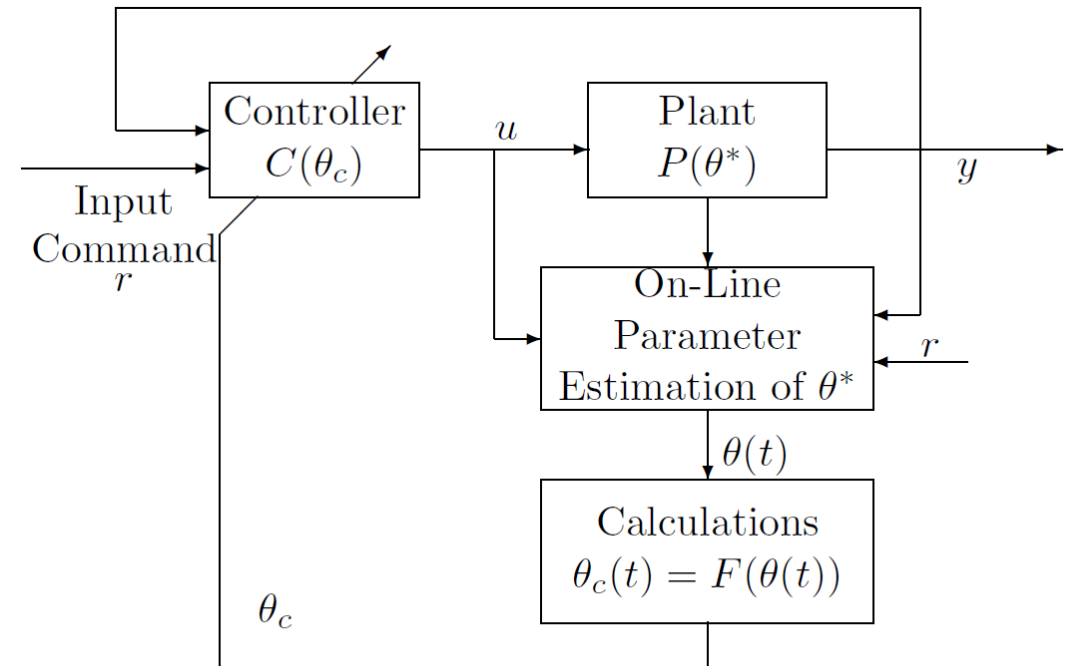 Controller
C(θ_c)
u
Plant
P(θ*)
y
Input
Command
r
On-Line
Parameter
Estimation of θ*
r
θ(t)
Calculations
θ_c(t) = F(θ(t))
θ_c